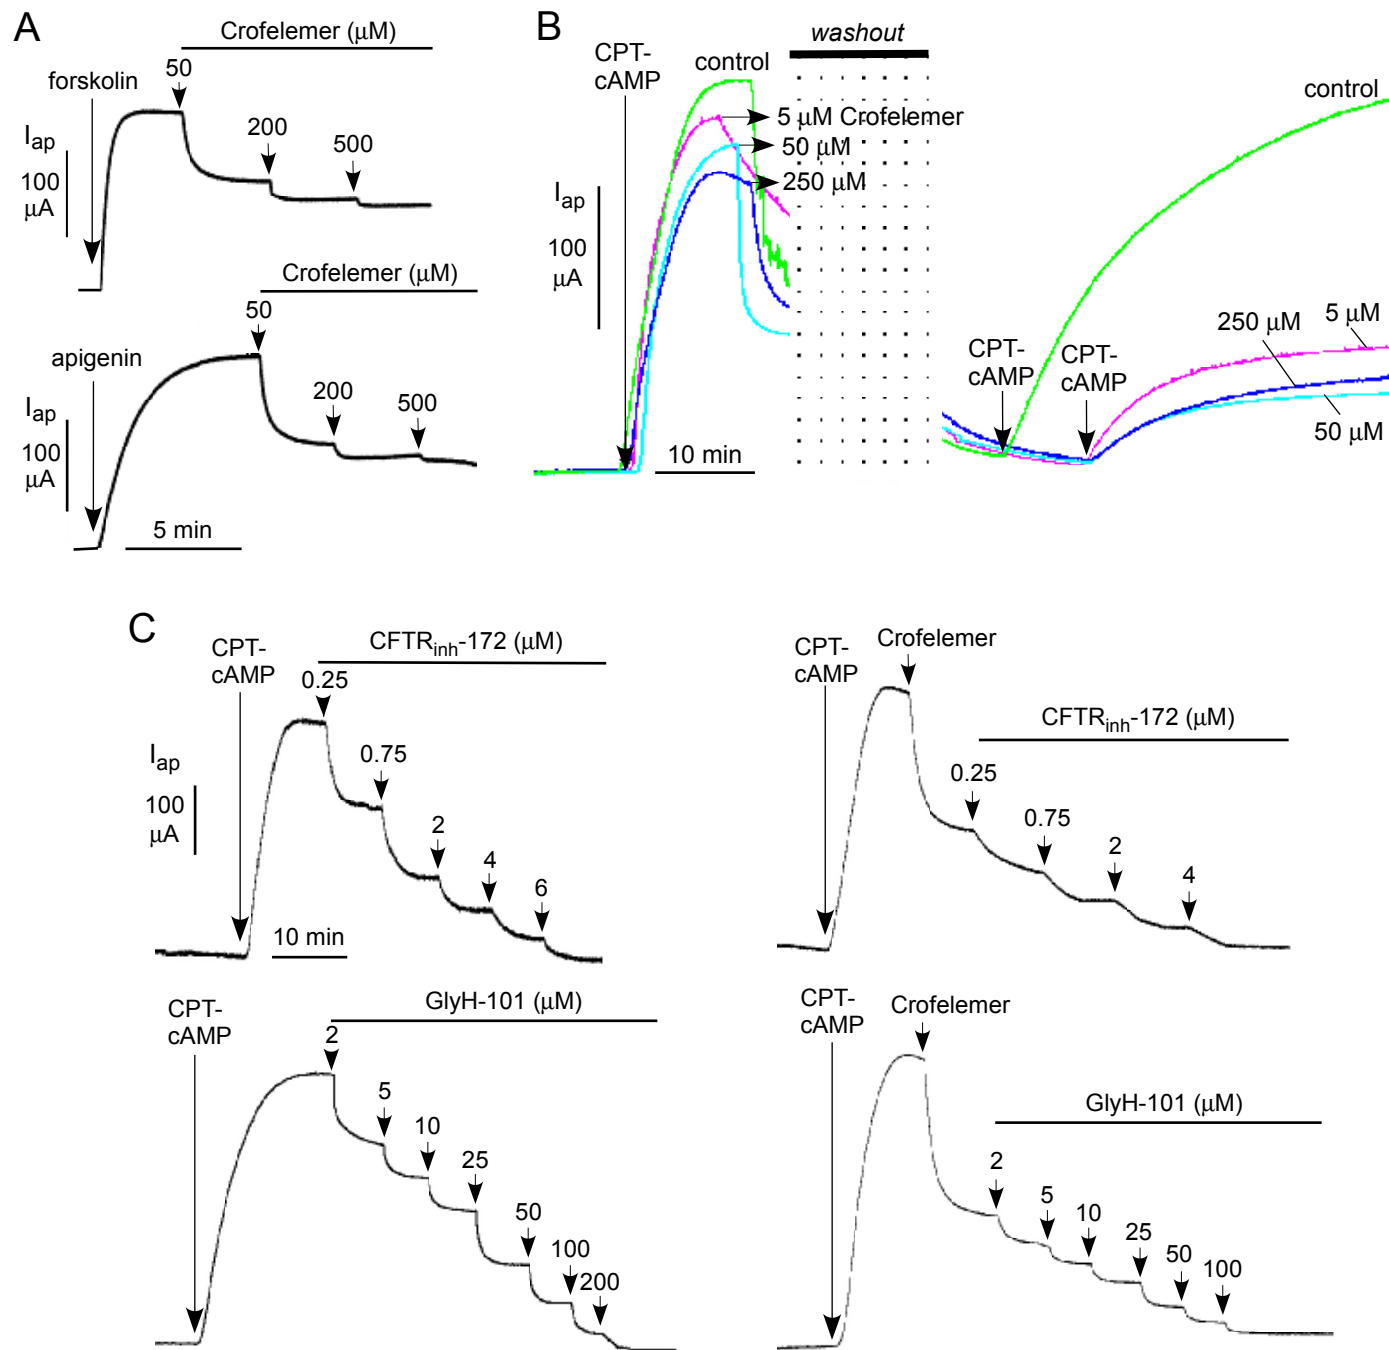 A
Crofelemer (μM)
forskolin
50
200
500
Iap
100
μA
Crofelemer (μM)
apigenin
50
200
500
Iap
100
μA
5 min
B
CPT-
cAMP
control
washout
5 μM Crofelemer
50 μM
250 μM
Iap
100
μA
10 min
control
CPT-
cAMP
CPT-
cAMP
250 μM
5 μM
50 μM
C
CPT-
cAMP
CFTRinh-172 (μM)
0.25
0.75
2
4
6
Iap
100
μA
10 min
CPT-
cAMP
Crofelemer
CFTRinh-172 (μM)
0.25
0.75
2
4
CPT-
cAMP
GlyH-101 (μM)
2
5
10
25
50
100
200
CPT-
cAMP
Crofelemer
GlyH-101 (μM)
2
5
10
25
50
100